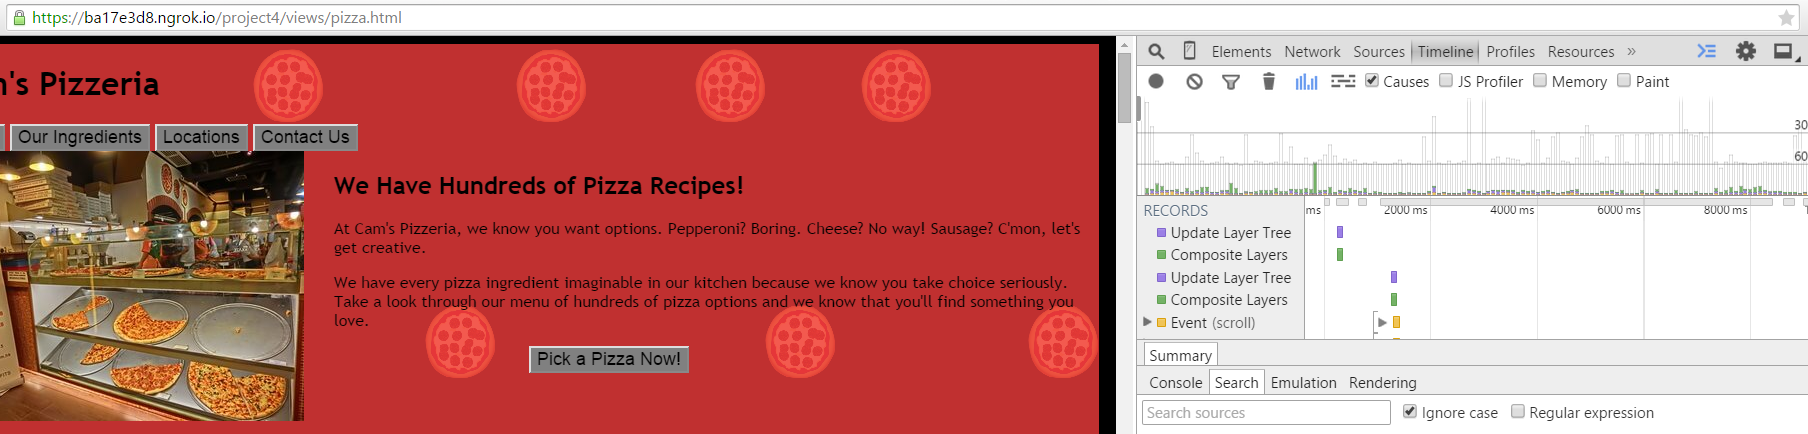 https://ba17e3d8.ngrok.io/project4/views/pizza.html
Elements Network Sources Timeline Profiles Resources »
Causes JS Profiler Memory Paint
n's Pizzeria
Our Ingredients Locations Contact Us
We Have Hundreds of Pizza Recipes!
At Cam's Pizzeria, we know you want options. Pepperoni? Boring. Cheese? No way! Sausage? C'mon, let's
get creative.
We have every pizza ingredient imaginable in our kitchen because we know you take choice seriously.
Take a look through our menu of hundreds of pizza options and we know that you'll find something you
love.
Pick a Pizza Now!
30
60
RECORDS
ms 2000 ms 4000 ms 6000 ms 8000 ms
Update Layer Tree
Composite Layers
Update Layer Tree
Composite Layers
Event (scroll)
Summary
Console Search Emulation Rendering
Search sources Ignore case Regular expression